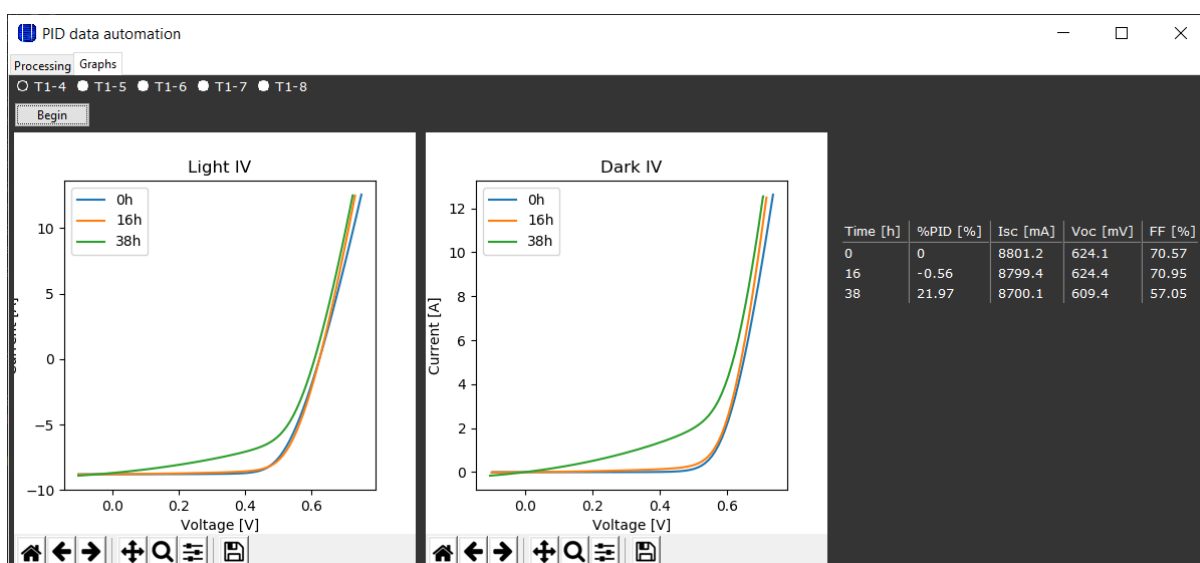 PID data automation
Processing Graphs
T1-4 T1-5 T1-6 T1-7 T1-8
Begin
Light IV
0h
16h
38h
10
5
0
−5
−10
0.0 0.2 0.4 0.6
Voltage [V]
Dark IV
0h
16h
38h
12
10
8
6
4
2
0
Current [A]
0.0 0.2 0.4 0.6
Voltage [V]
Time [h] %PID [%] Isc [mA] Voc [mV] FF [%]
0 0 8801.2 624.1 70.57
16 -0.56 8799.4 624.4 70.95
38 21.97 8700.1 609.4 57.05